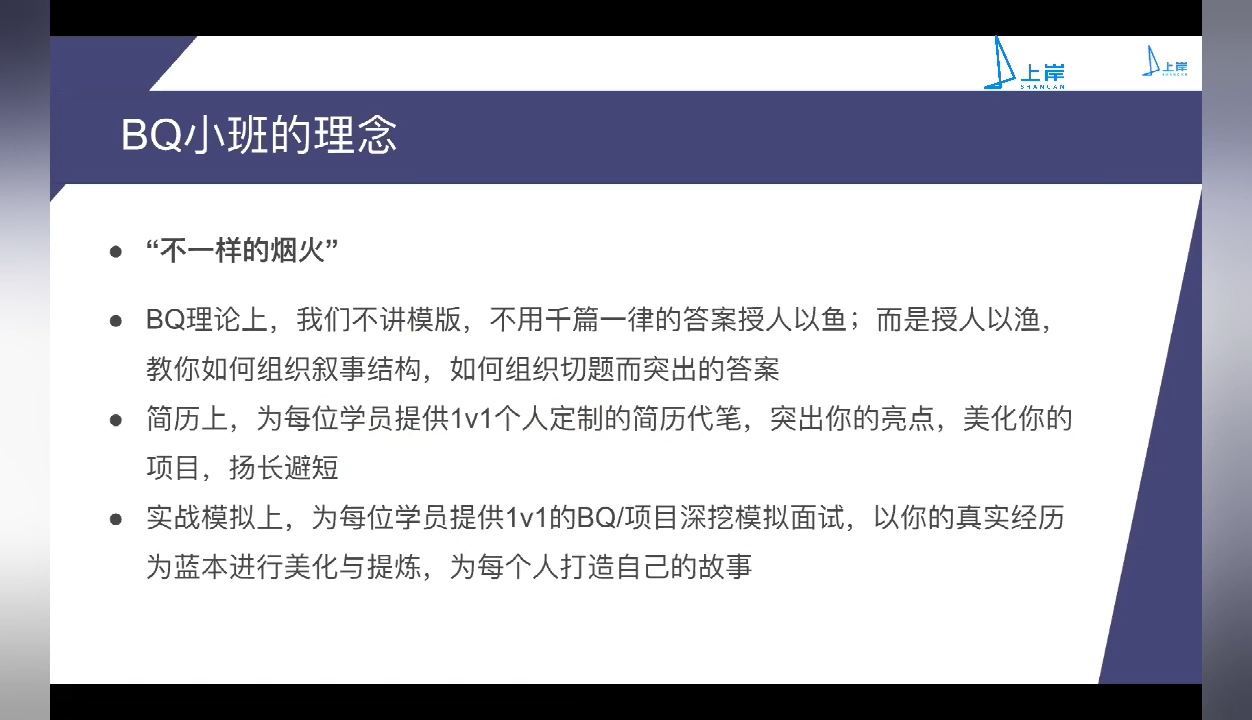 上岸
SHANGAN
上岸
SHANGAN
BQ小班的理念
“不一样的烟火”
BQ理论上，我们不讲模版，不用千篇一律的答案授人以鱼；而是授人以渔，
教你如何组织叙事结构，如何组织切题而突出的答案
简历上，为每位学员提供1v1个人定制的简历代笔，突出你的亮点，美化你的
项目，扬长避短
实战模拟上，为每位学员提供1v1的BQ/项目深挖模拟面试，以你的真实经历
为蓝本进行美化与提炼，为每个人打造自己的故事